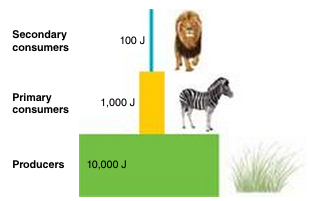 Secondary
consumers
100 J
Primary
consumers
1,000 J
Producers
10,000 J